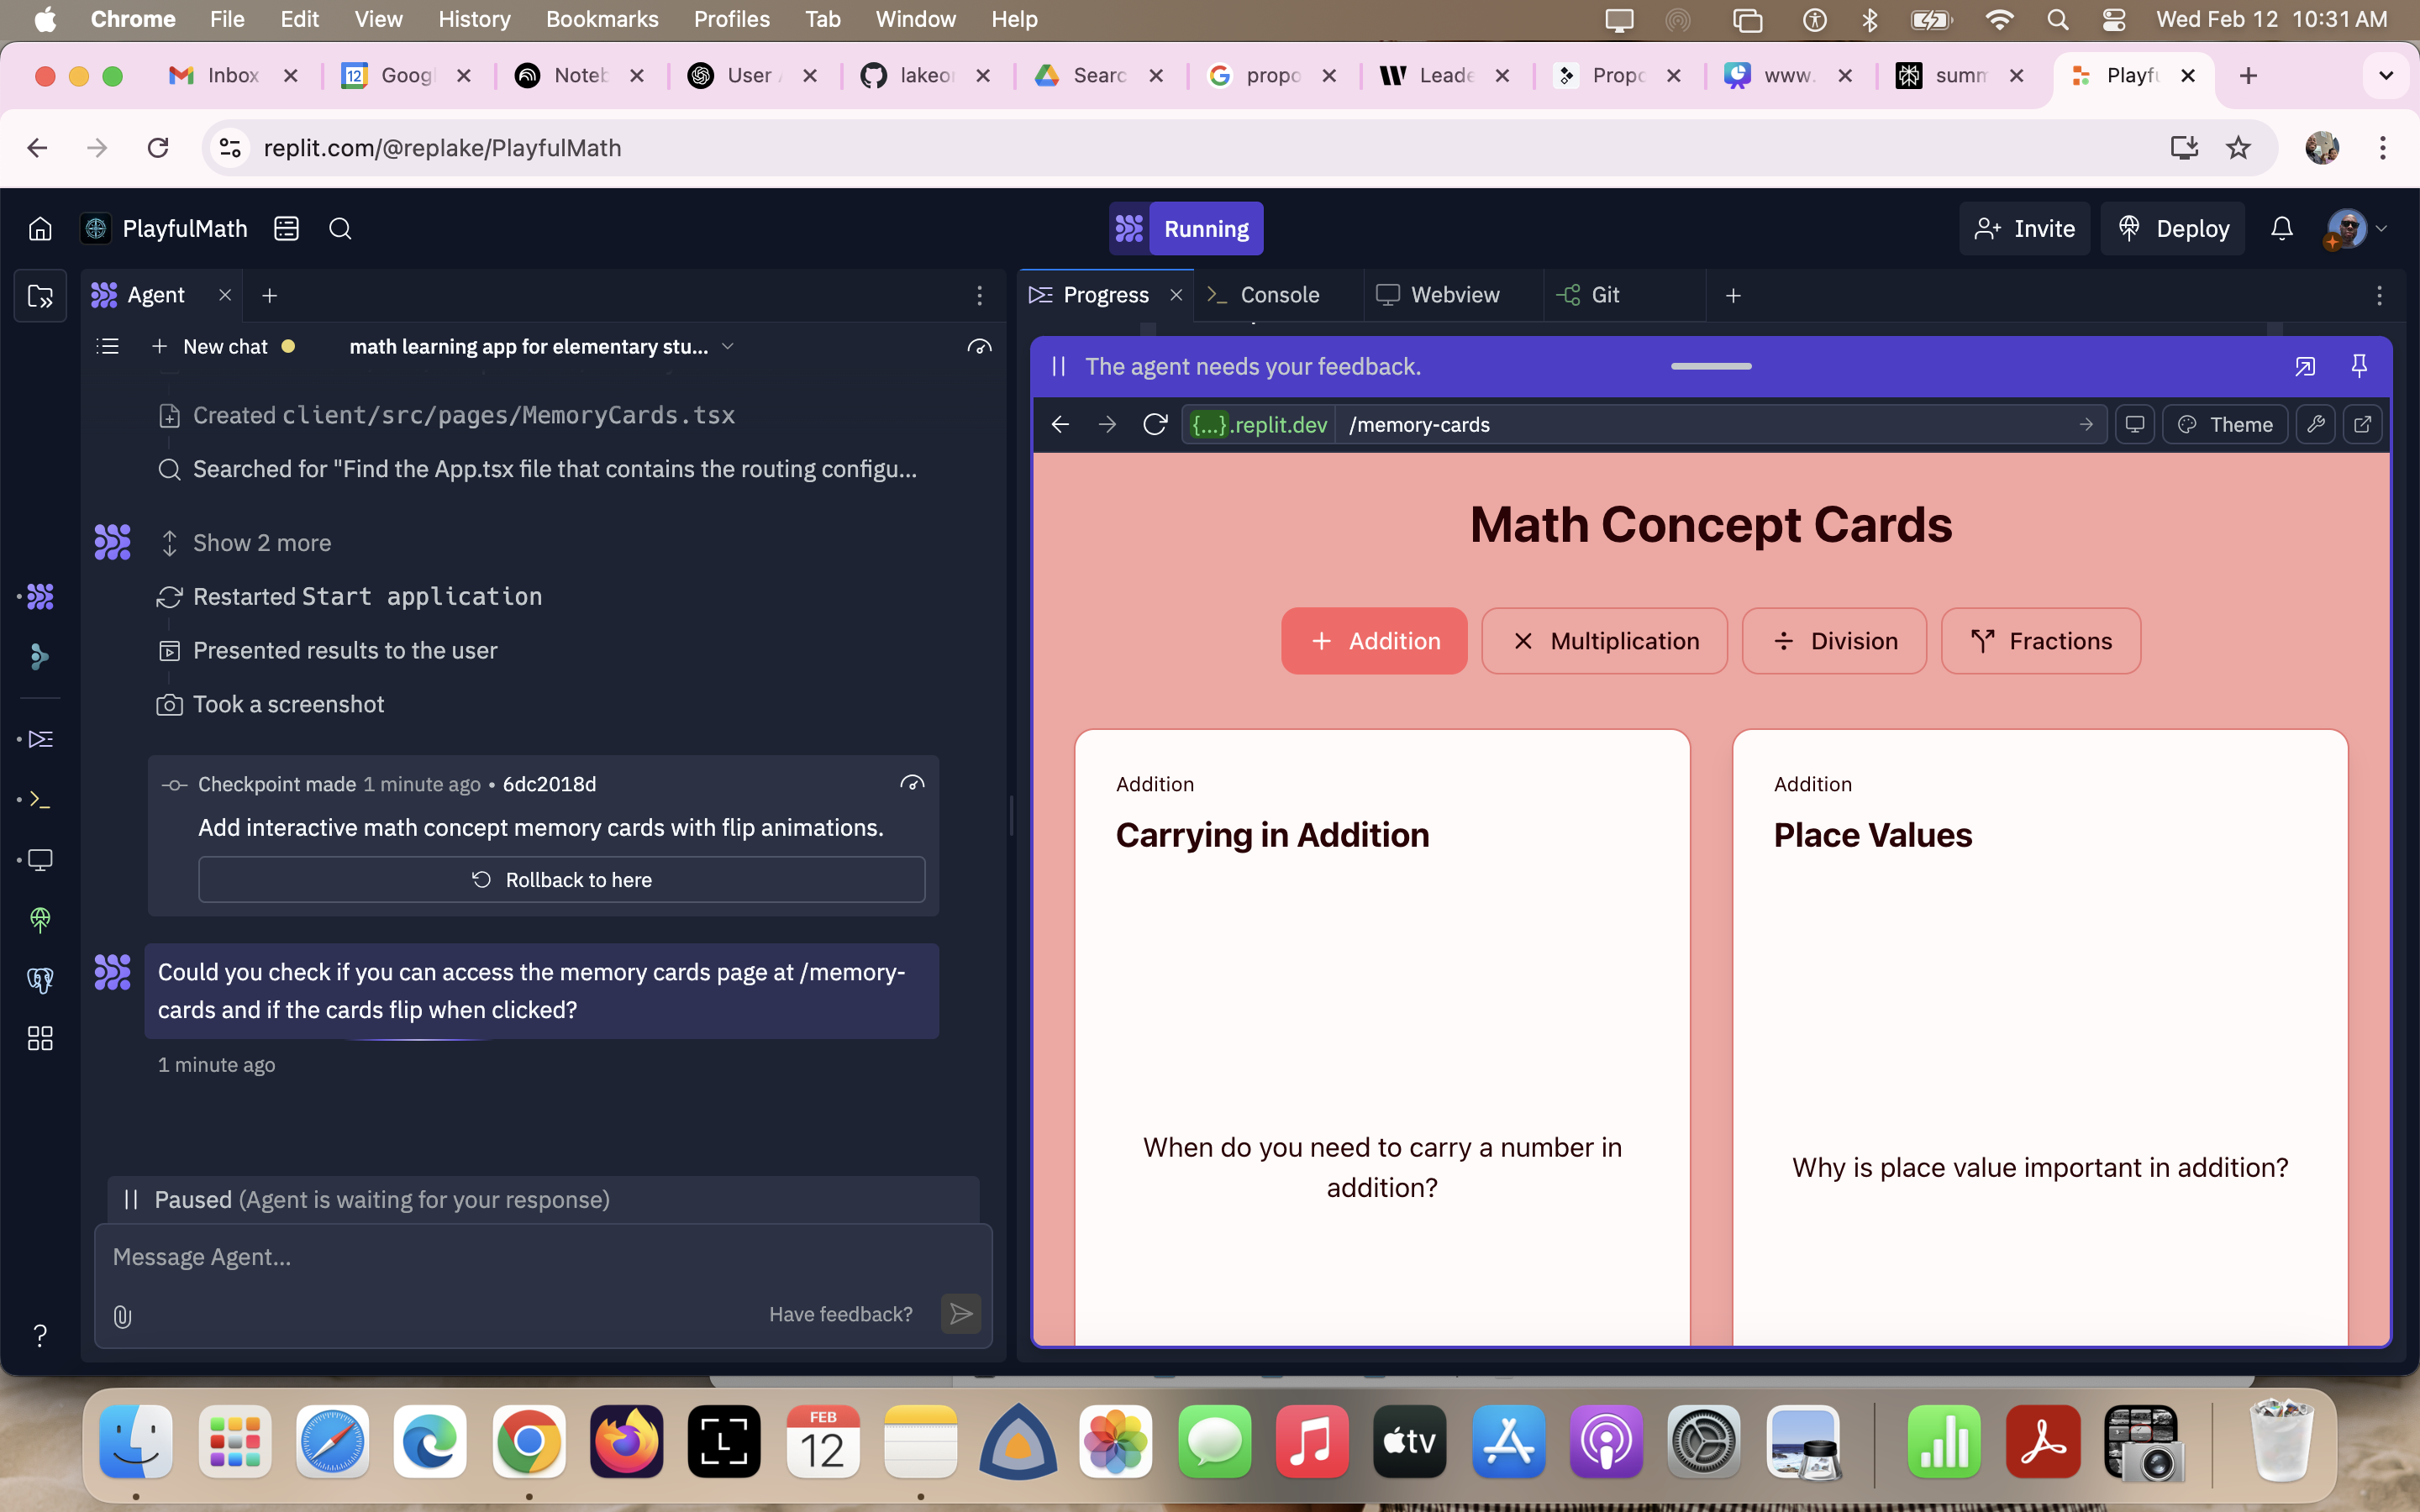 Chrome File Edit View History Bookmarks Profiles Tab Window Help Wed Feb 12 10:31 AM
Inbox 12 Googl Noteb User lakeor Searc propo Leade Propo www. summ Playfu
replit.com/@replake/PlayfulMath
PlayfulMath Running Invite Deploy
Agent
New chat math learning app for elementary stu...
Created client/src/pages/MemoryCards.tsx
Searched for "Find the App.tsx file that contains the routing configu...
Show 2 more
Restarted Start application
Presented results to the user
Took a screenshot
Checkpoint made 1 minute ago • 6dc2018d
Add interactive math concept memory cards with flip animations.
Rollback to here
Could you check if you can access the memory cards page at /memory-
cards and if the cards flip when clicked?
1 minute ago
Paused (Agent is waiting for your response)
Message Agent...
Have feedback?
?
Progress Console Webview Git
The agent needs your feedback.
{...}.replit.dev /memory-cards Theme
Math Concept Cards
+ Addition × Multiplication ÷ Division Fractions
Addition
Carrying in Addition
When do you need to carry a number in
addition?
Addition
Place Values
Why is place value important in addition?
L
FEB
12
tv